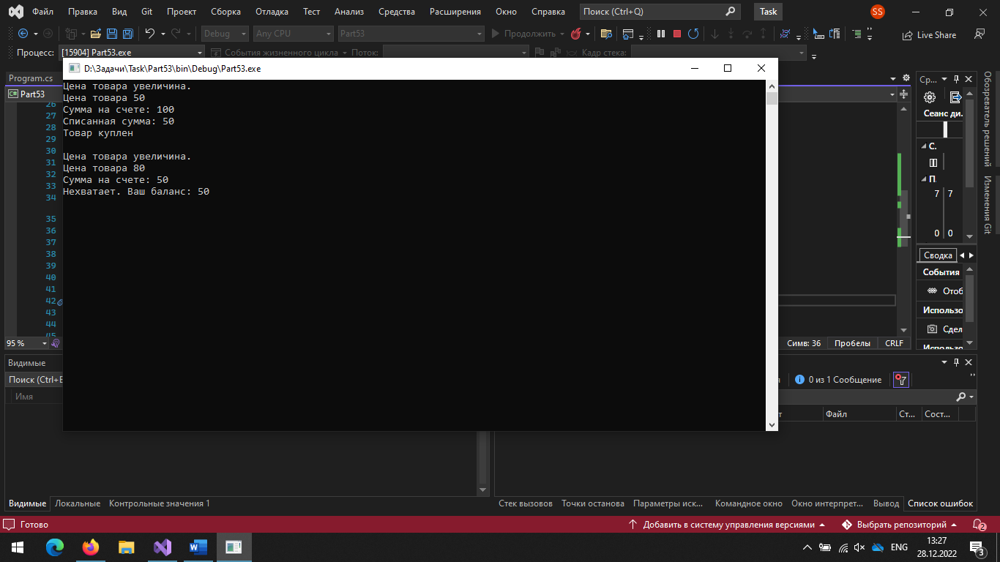 Файл Правка Вид Git Проект Сборка Отладка Тест Анализ Средства Расширения Окно Справка Поиск (Ctrl+Q) Task SS
Debug Any CPU Part53 Продолжить Live Share
Процесс: [15904] Part53.exe События жизненного цикла Поток: Кадр стека:
D:\Задачи\Task\Part53\bin\Debug\Part53.exe
Program.cs
Part53
Цена товара увеличина.
Цена товара 50
Сумма на счете: 100
Списанная сумма: 50
Товар куплен
Цена товара увеличина.
Цена товара 80
Сумма на счете: 50
Нехватает. Ваш баланс: 50
26
27
28
29
30
31
32
33
34
35
36
37
38
39
40
41
42
43
44
45
95 %
Симв: 36 Пробелы CRLF
Ср...
Сеанс ди.
С.
П.
7 7
0 0
Сводка
События
Отоб
Использо
Сдел
Использо
Обозреватель решений
Изменения Git
Видимые
Поиск (Ctrl+E
Имя
0 из 1 Сообщение
т Файл Ст... Сост...
Видимые Локальные Контрольные значения 1
Стек вызовов Точки останова Параметры иск... Командное окно Окно интерпрет... Вывод Список ошибок
Готово
Добавить в систему управления версиями Выбрать репозиторий 2
ENG
13:27
28.12.2022
3